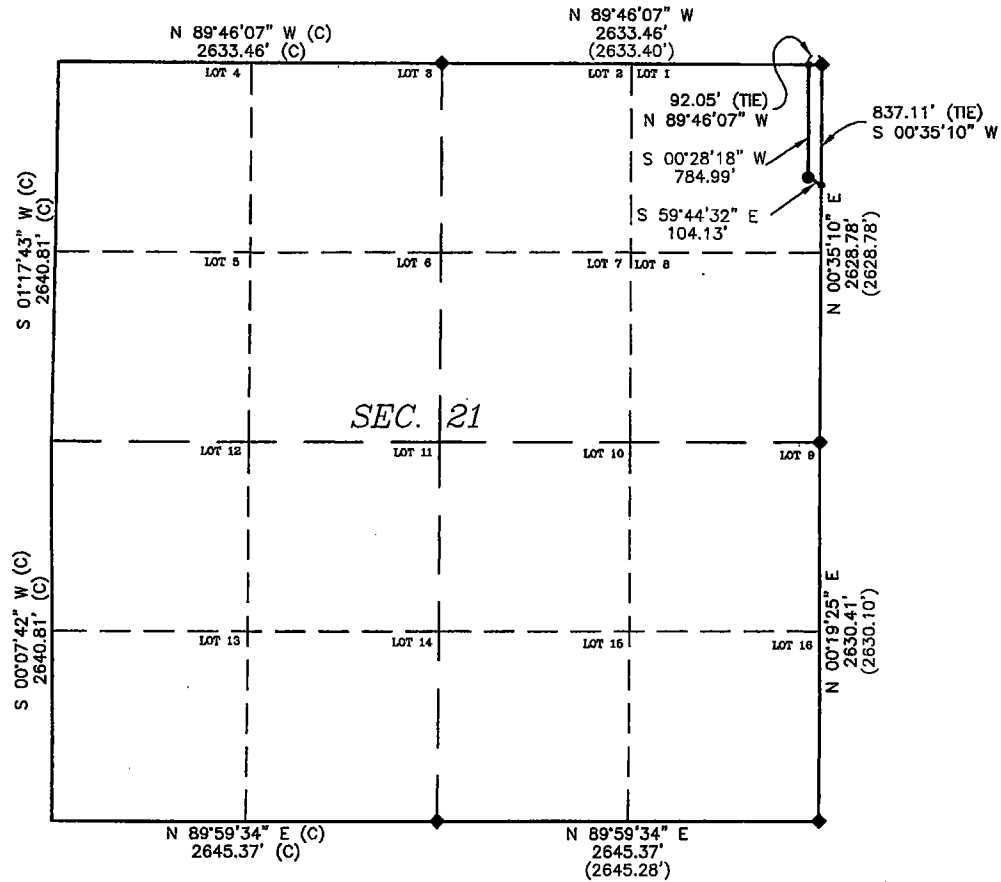 N 89°46'07" W (C)
2633.46' (C)
N 89°46'07" W
2633.46'
(2633.40')
LOT 4
LOT 3
LOT 2
LOT 1
92.05' (TIE)
N 89°46'07" W
837.11' (TIE)
S 00°35'10" W
S 00°28'18" W
784.99'
S 59°44'32" E
104.13'
S 01°17'43" W (C)
2640.81' (C)
N 00°35'10" E
2628.78'
(2628.78')
LOT 5
LOT 6
LOT 7
LOT 8
SEC. 21
LOT 12
LOT 11
LOT 10
LOT 9
S 00°07'42" W (C)
2640.81' (C)
N 00°19'25" E
2630.41'
(2630.10')
LOT 13
LOT 14
LOT 15
LOT 16
N 89°59'34" E (C)
2645.37' (C)
N 89°59'34" E
2645.37'
(2645.28')